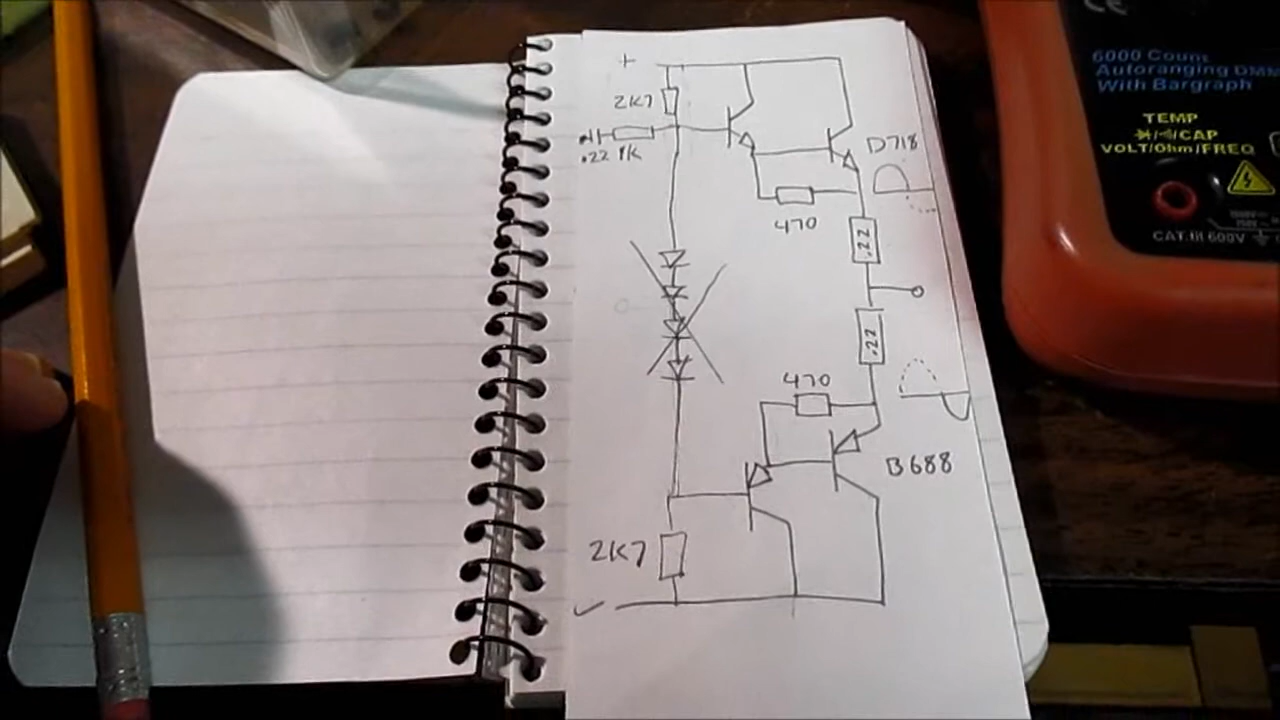 +
2K7
.22 1K
D718
470
.22
.22
470
B688
2K7
CE
6000 Count
Autoranging DMM
With Bargraph
TEMP
/CAP
VOLT/Ohm/FREQ
CAT.III 600V